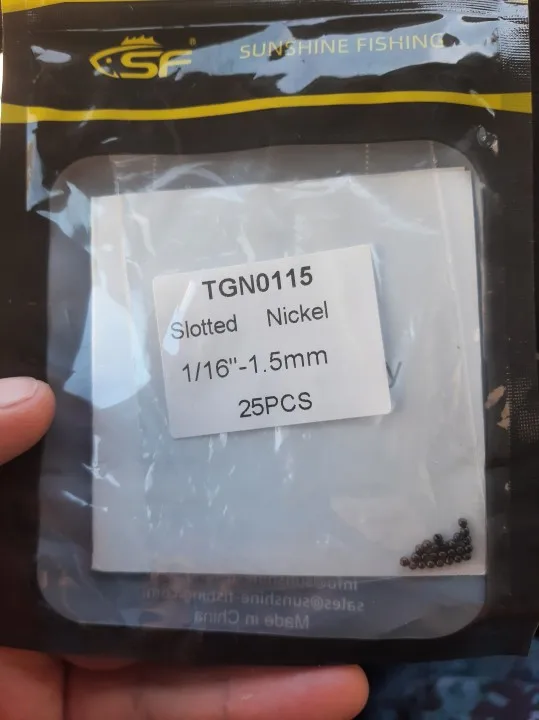 SF®
SUNSHINE FISHING
TGN0115
Slotted Nickel
1/16"-1.5mm
25PCS
sales@sunshine-fishing.com
Made in China